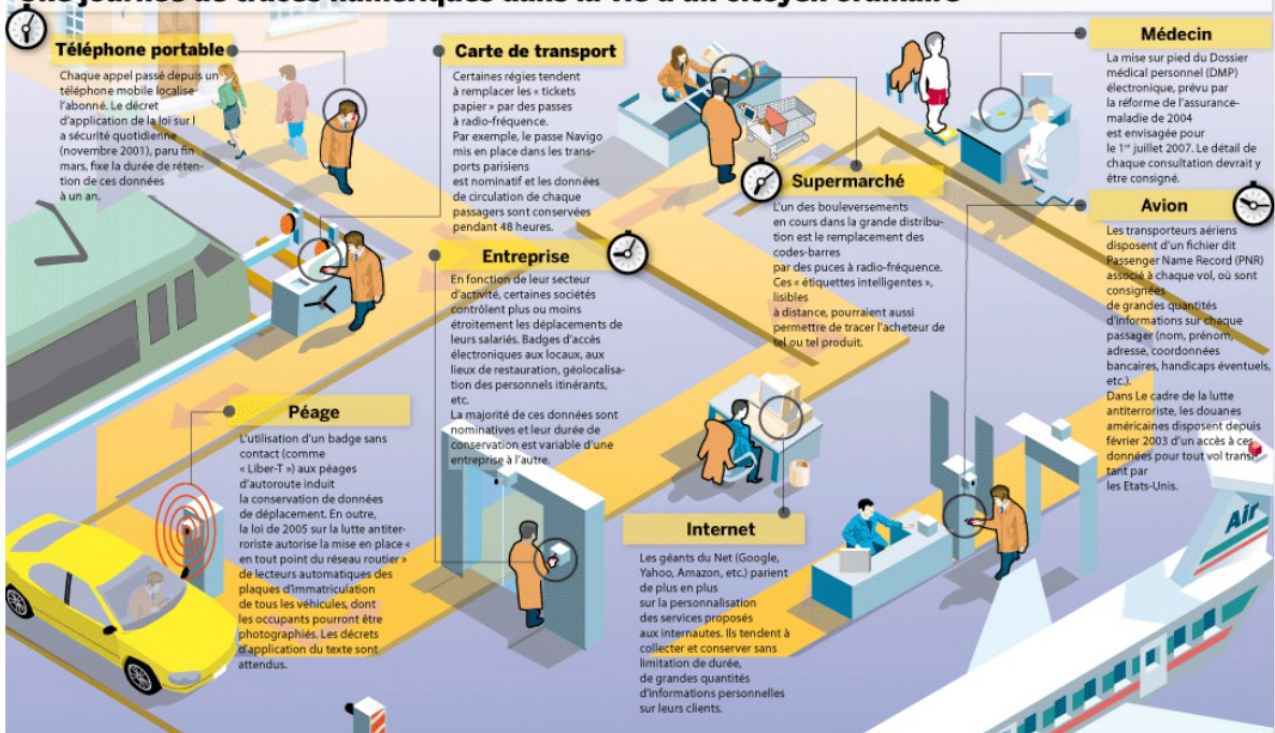 Une journée de traces numériques dans la vie d'un citoyen ordinaire
Téléphone portable
Chaque appel passé depuis un
téléphone mobile localise
l'abonné. Le décret
d'application de la loi sur l
a sécurité quotidienne
(novembre 2001), paru fin
mars, fixe la durée de réten-
tion de ces données
à un an.
Carte de transport
Certaines régies tendent
à remplacer les « tickets
papier » par des passes
à radio-fréquence.
Par exemple, le passe Navigo
mis en place dans les trans-
ports parisiens
est nominatif et les données
de circulation de chaque
passagers sont conservées
pendant 48 heures.
Médecin
La mise sur pied du Dossier
médical personnel (DMP)
électronique, prévu par
la réforme de l'assurance-
maladie de 2004
est envisagée pour
le 1er juillet 2007. Le détail de
chaque consultation devrait y
être consigné.
Supermarché
L'un des bouleversements
en cours dans la grande distribu-
tion est le remplacement des
codes-barres
par des puces à radio-fréquence.
Ces « étiquettes intelligentes »,
lisibles
à distance, pourraient aussi
permettre de tracer l'acheteur de
tel ou tel produit.
Avion
Les transporteurs aériens
disposent d'un fichier dit
Passenger Name Record (PNR)
associé à chaque vol, où sont
consignées
de grandes quantités
d'informations sur chaque
passager (nom, prénom,
adresse, coordonnées
bancaires, handicaps éventuels,
etc.).
Dans Le cadre de la lutte
antiterroriste, les douanes
américaines disposent depuis
février 2003 d'un accès à ces
données pour tout vol transi-
tant par
les Etats-Unis.
Entreprise
En fonction de leur secteur
d'activité, certaines sociétés
contrôlent plus ou moins
étroitement les déplacements de
leurs salariés. Badges d'accès
électroniques aux locaux, aux
lieux de restauration, géolocalisa-
tion des personnels itinérants,
etc.
La majorité de ces données sont
nominatives et leur durée de
conservation est variable d'une
entreprise à l'autre.
Péage
L'utilisation d'un badge sans
contact (comme
« Liber-T ») aux péages
d'autoroute induit
la conservation de données
de déplacement. En outre,
la loi de 2005 sur la lutte antiter-
roriste autorise la mise en place «
en tout point du réseau routier »
de lecteurs automatiques des
plaques d'immatriculation
de tous les véhicules, dont
les occupants pourront être
photographiés. Les décrets
d'application du texte sont
attendus.
Internet
Les géants du Net (Google,
Yahoo, Amazon, etc.) parient
de plus en plus
sur la personnalisation
des services proposés
aux internautes. Ils tendent à
collecter et conserver sans
limitation de durée,
de grandes quantités
d'informations personnelles
sur leurs clients.
Air